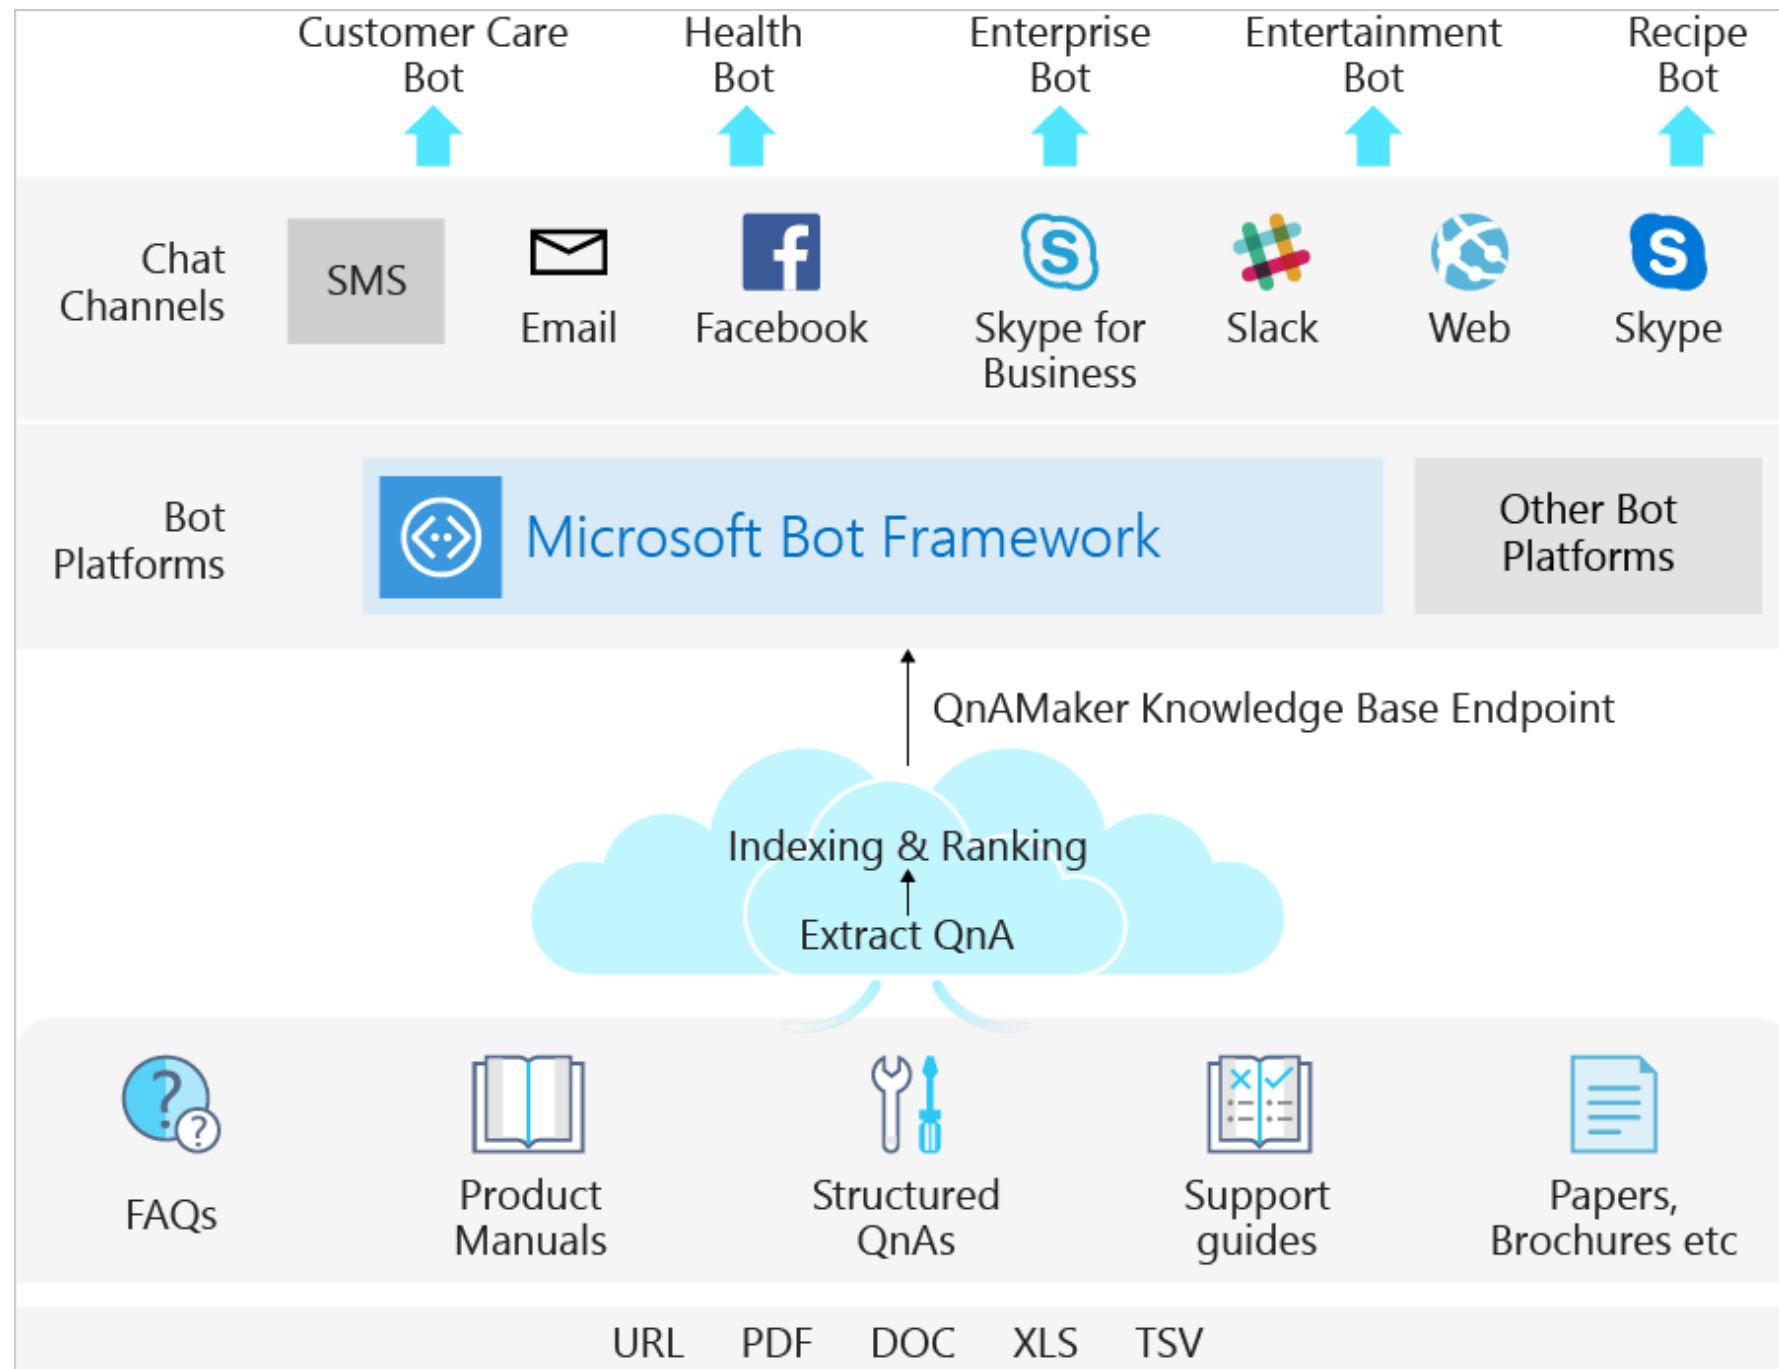 Customer Care
Bot
Health
Bot
Enterprise
Bot
Entertainment
Bot
Recipe
Bot
Chat
Channels
SMS
Email
Facebook
Skype for
Business
Slack
Web
Skype
Bot
Platforms
Microsoft Bot Framework
Other Bot
Platforms
QnAMaker Knowledge Base Endpoint
Indexing & Ranking
Extract QnA
FAQs
Product
Manuals
Structured
QnAs
Support
guides
Papers,
Brochures etc
URL PDF DOC XLS TSV